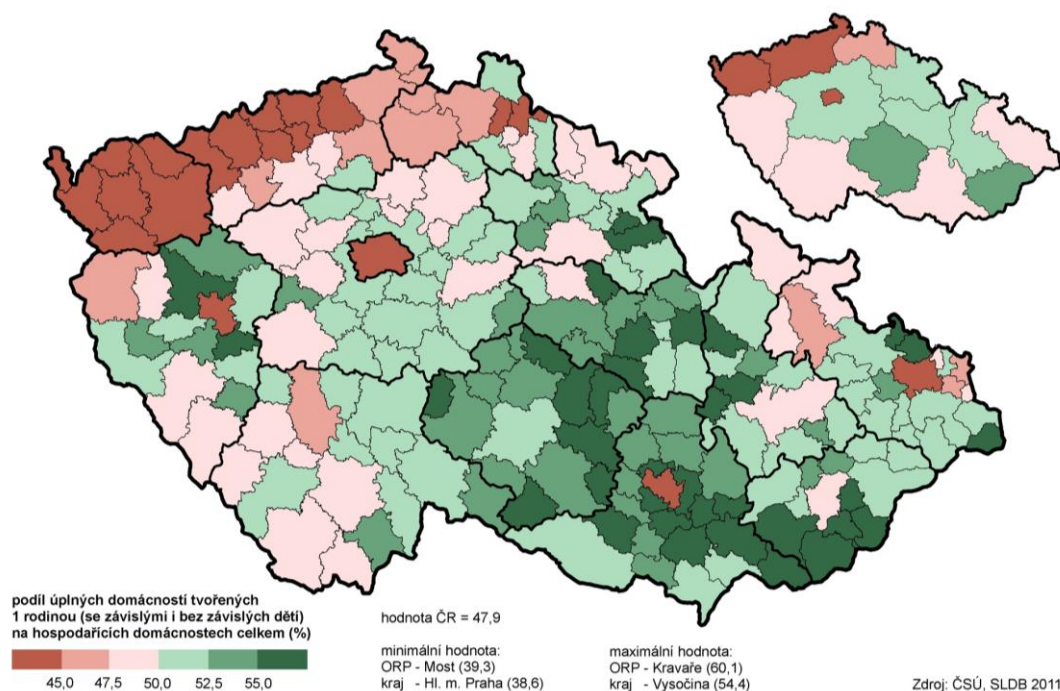 podíl úplných domácností tvořených
1 rodinou (se závislými i bez závislých dětí)
na hospodařících domácnostech celkem (%)
45,0 47,5 50,0 52,5 55,0
hodnota ČR = 47,9
minimální hodnota:
ORP - Most (39,3)
kraj - Hl. m. Praha (38,6)
maximální hodnota:
ORP - Kravaře (60,1)
kraj - Vysočina (54,4)
Zdroj: ČSÚ, SLDB 2011